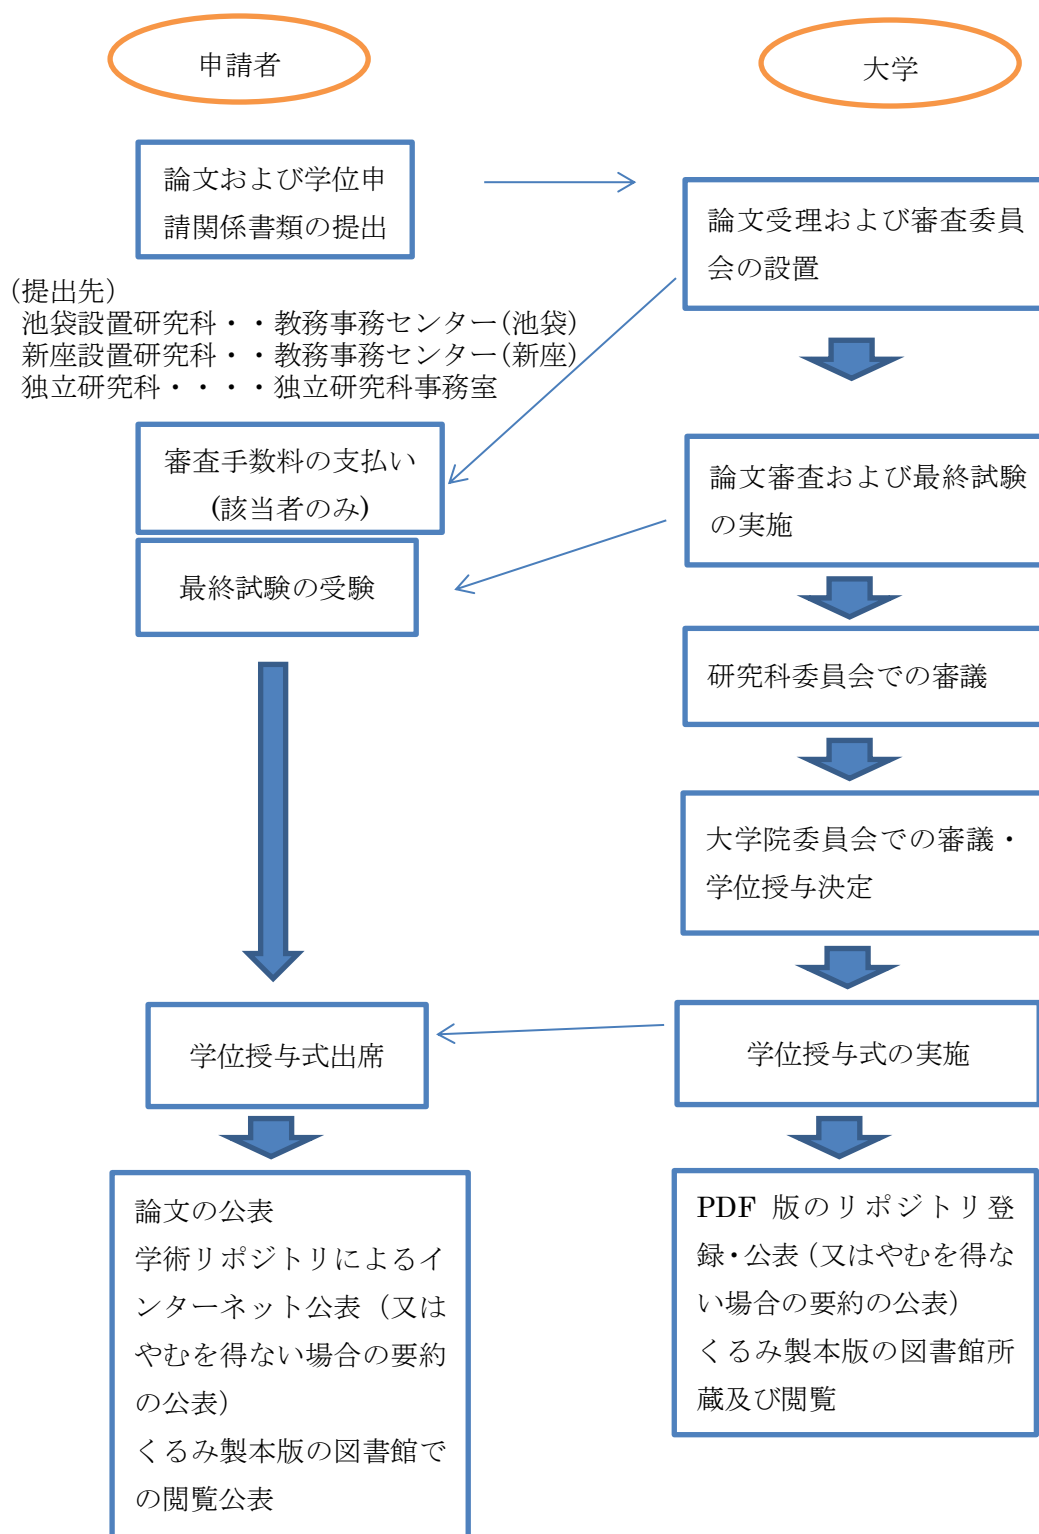 申請者
大学
論文および学位申
請関係書類の提出
論文受理および審査委員
会の設置
（提出先）
池袋設置研究科・・教務事務センター（池袋）
新座設置研究科・・教務事務センター（新座）
独立研究科・・・・独立研究科事務室
審査手数料の支払い
(該当者のみ)
論文審査および最終試験
の実施
最終試験の受験
研究科委員会での審議
大学院委員会での審議・
学位授与決定
学位授与式出席
学位授与式の実施
論文の公表
学術リポジトリによるイ
ンターネット公表（又は
やむを得ない場合の要約
の公表）
くるみ製本版の図書館で
の閲覧公表
PDF 版のリポジトリ登
録・公表（又はやむを得な
い場合の要約の公表）
くるみ製本版の図書館所
蔵及び閲覧